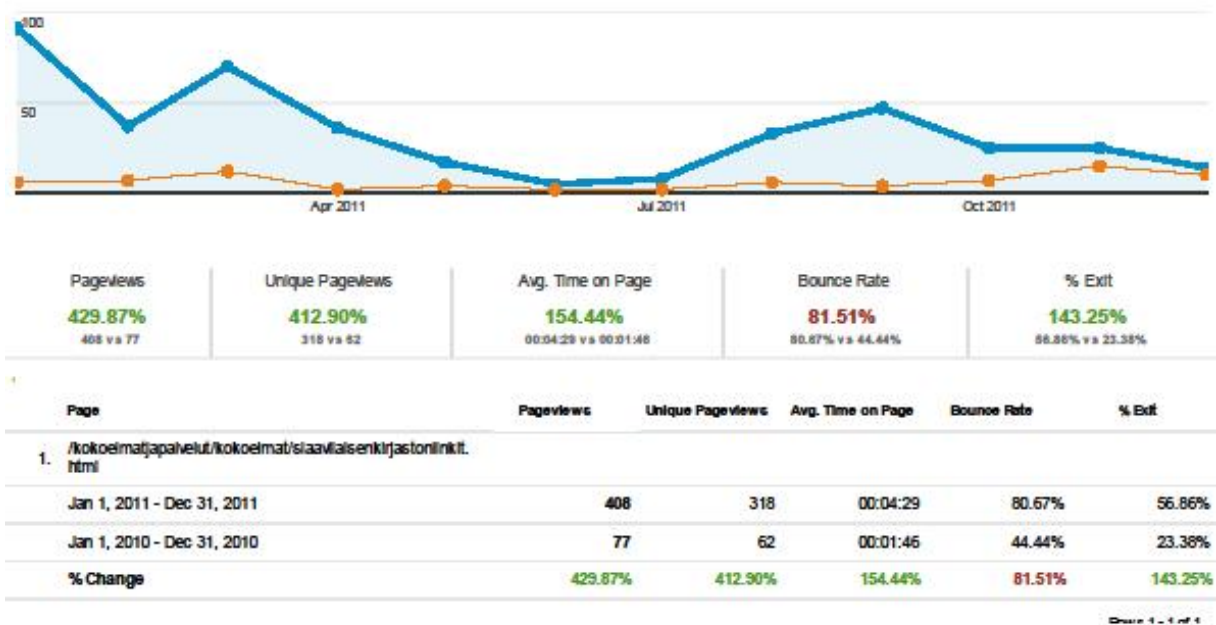 100
50
Apr 2011 Jul 2011 Oct 2011
Pageviews Unique Pageviews Avg. Time on Page Bounce Rate % Exit
429.87% 412.90% 154.44% 81.51% 143.25%
408 vs 77 318 vs 62 00:04:29 vs 00:01:46 80.67% vs 44.44% 56.86% vs 23.38%
Page Pageviews Unique Pageviews Avg. Time on Page Bounce Rate % Exit
1. /kokoelmatjapalvelut/kokoelmat/slaavilaisenkirjastonlinkit.
html
Jan 1, 2011 - Dec 31, 2011 408 318 00:04:29 80.67% 56.86%
Jan 1, 2010 - Dec 31, 2010 77 62 00:01:46 44.44% 23.38%
% Change 429.87% 412.90% 154.44% 81.51% 143.25%
Rows 1 - 1 of 1